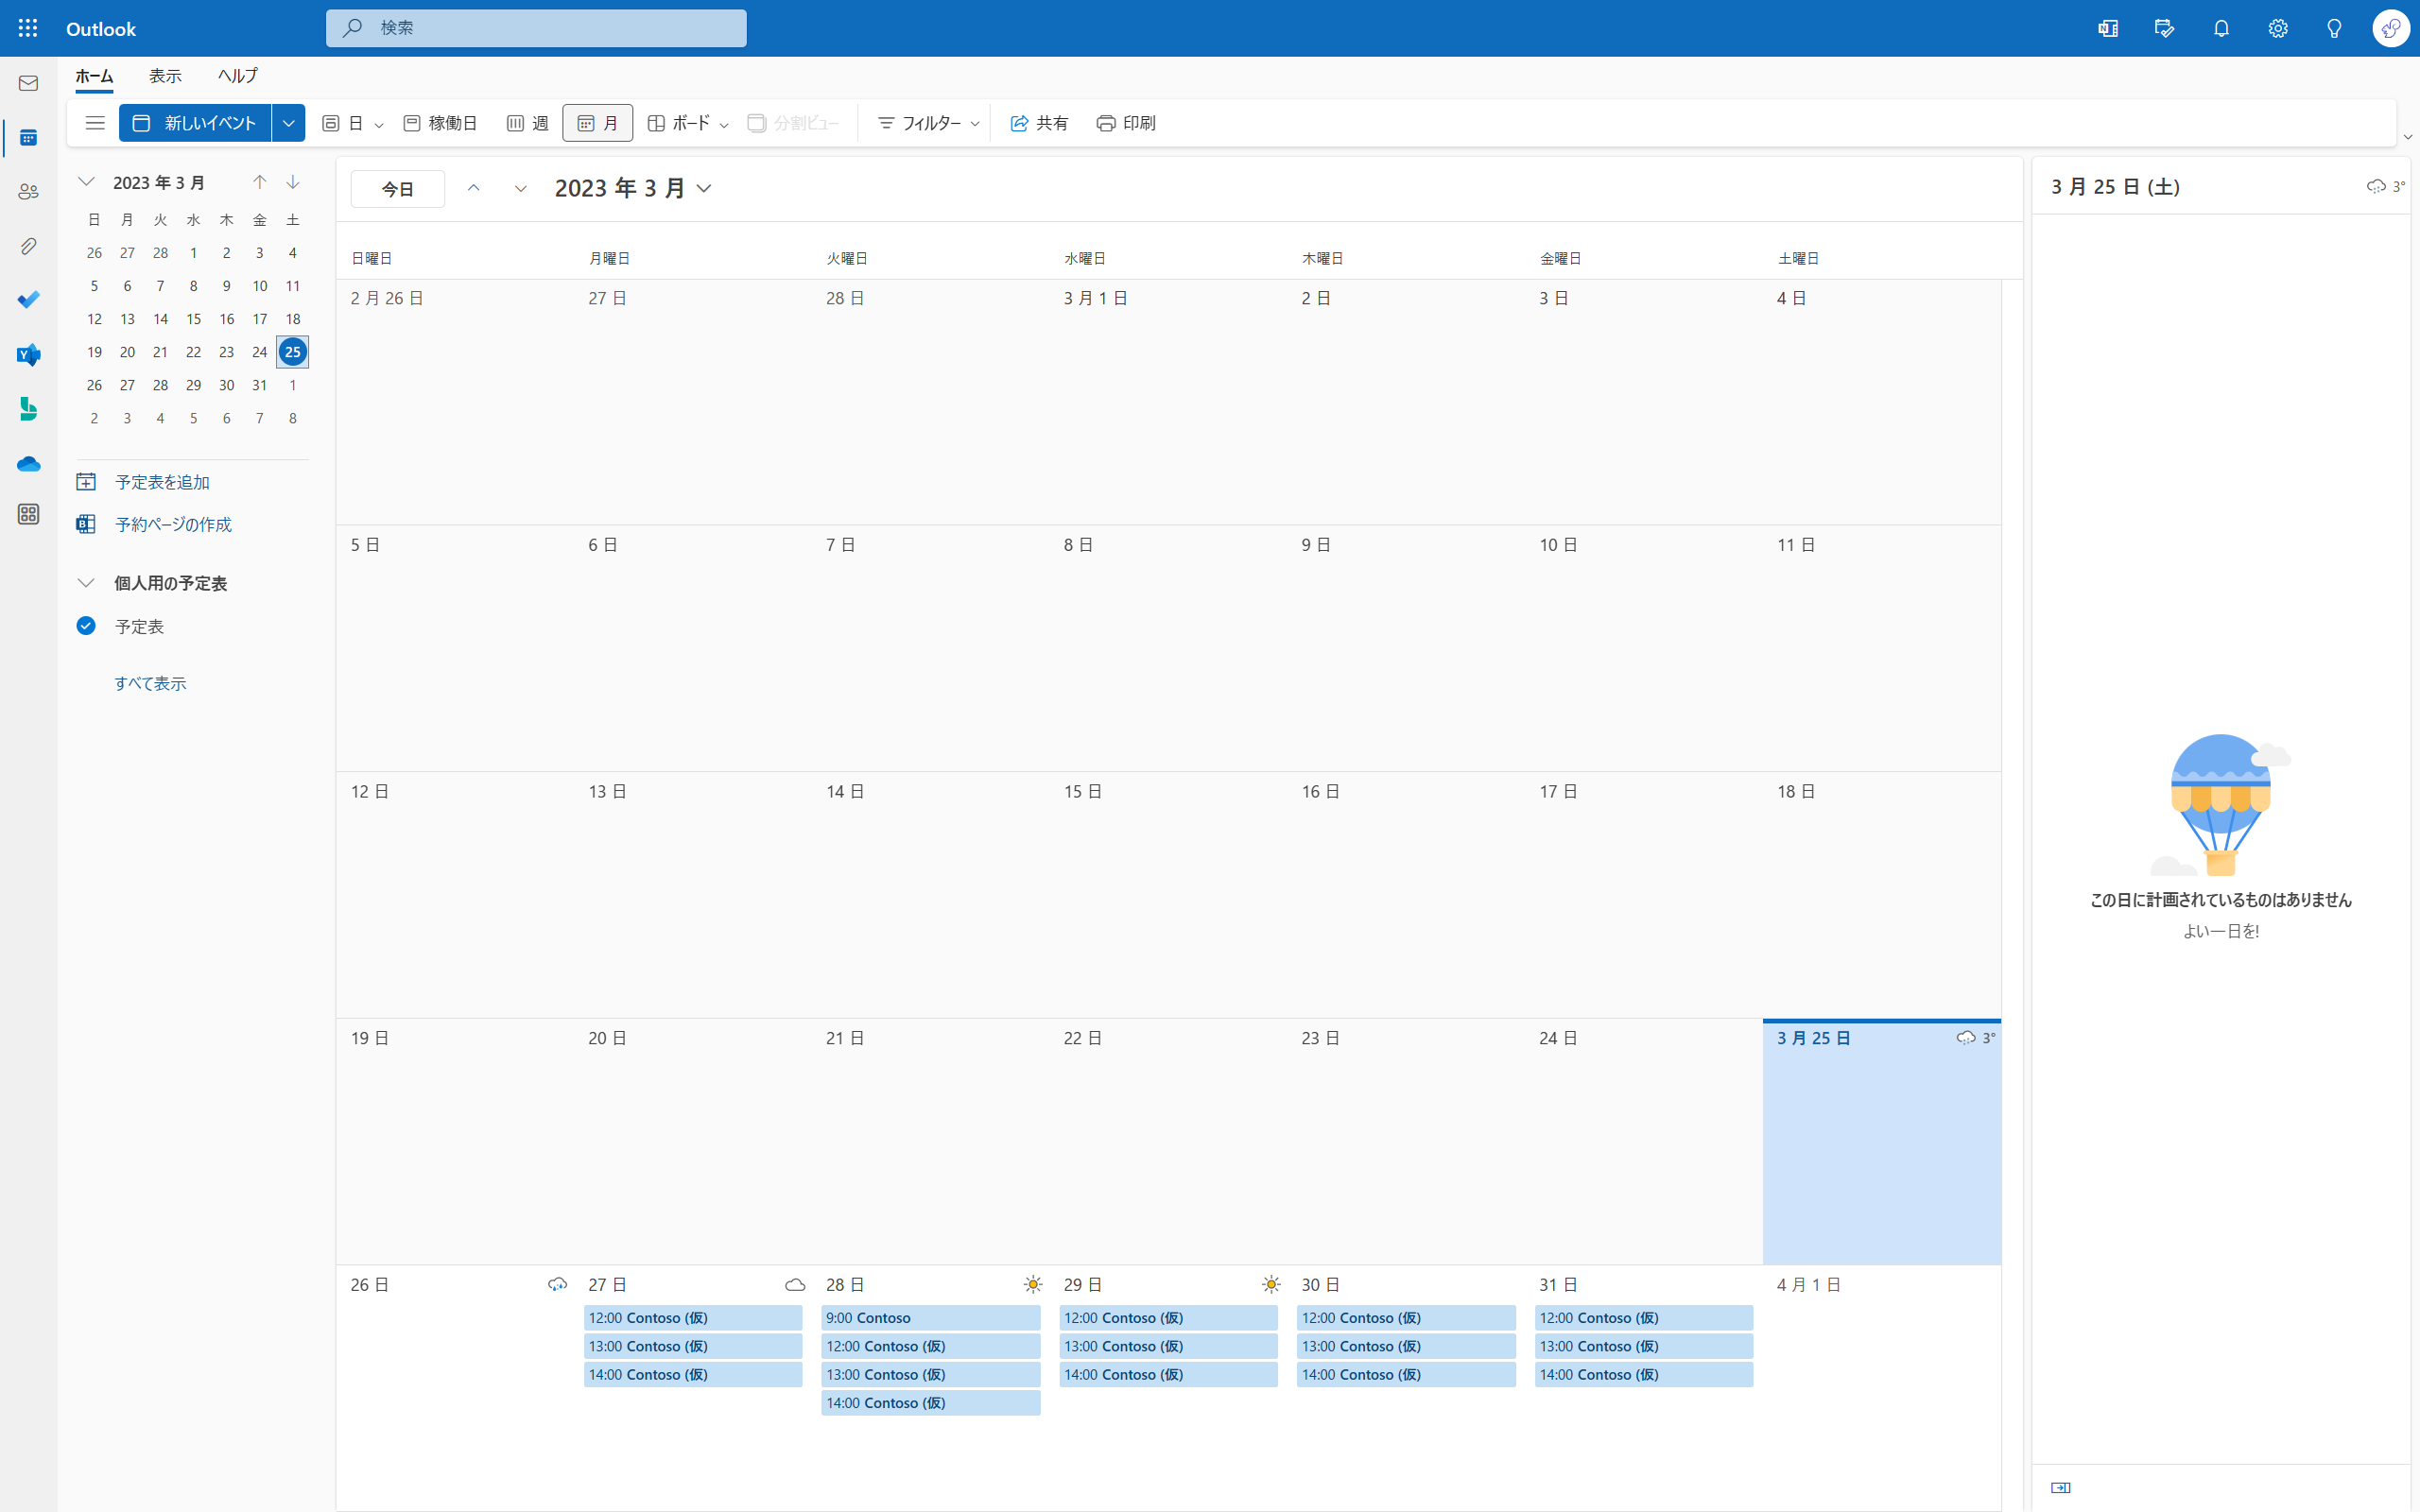 Outlook
検索
ホーム 表示 ヘルプ
新しいイベント 日 稼働日 週 月 ボード 分割ビュー フィルター 共有 印刷
2023 年 3 月
日 月 火 水 木 金 土
26 27 28 1 2 3 4
5 6 7 8 9 10 11
12 13 14 15 16 17 18
19 20 21 22 23 24 25
26 27 28 29 30 31 1
2 3 4 5 6 7 8
予定表を追加
予約ページの作成
個人用の予定表
予定表
すべて表示
今日 2023 年 3 月
日曜日 月曜日 火曜日 水曜日 木曜日 金曜日 土曜日
2 月 26 日 27 日 28 日 3 月 1 日 2 日 3 日 4 日
5 日 6 日 7 日 8 日 9 日 10 日 11 日
12 日 13 日 14 日 15 日 16 日 17 日 18 日
19 日 20 日 21 日 22 日 23 日 24 日 3 月 25 日 3°
26 日 27 日 28 日 29 日 30 日 31 日 4 月 1 日
12:00 Contoso (仮) 9:00 Contoso 12:00 Contoso (仮) 12:00 Contoso (仮) 12:00 Contoso (仮)
13:00 Contoso (仮) 12:00 Contoso (仮) 13:00 Contoso (仮) 13:00 Contoso (仮) 13:00 Contoso (仮)
14:00 Contoso (仮) 13:00 Contoso (仮) 14:00 Contoso (仮) 14:00 Contoso (仮) 14:00 Contoso (仮)
14:00 Contoso (仮)
3 月 25 日 (土) 3°
この日に計画されているものはありません
よい一日を!